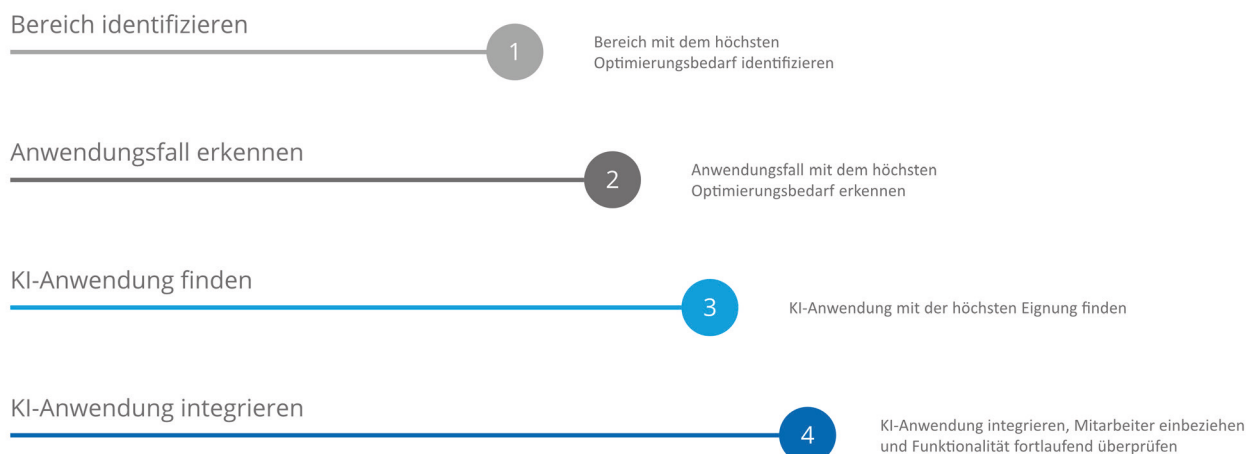 Bereich identifizieren
1
Bereich mit dem höchsten
Optimierungsbedarf identifizieren
Anwendungsfall erkennen
2
Anwendungsfall mit dem höchsten
Optimierungsbedarf erkennen
KI-Anwendung finden
3
KI-Anwendung mit der höchsten Eignung finden
KI-Anwendung integrieren
4
KI-Anwendung integrieren, Mitarbeiter einbeziehen
und Funktionalität fortlaufend überprüfen